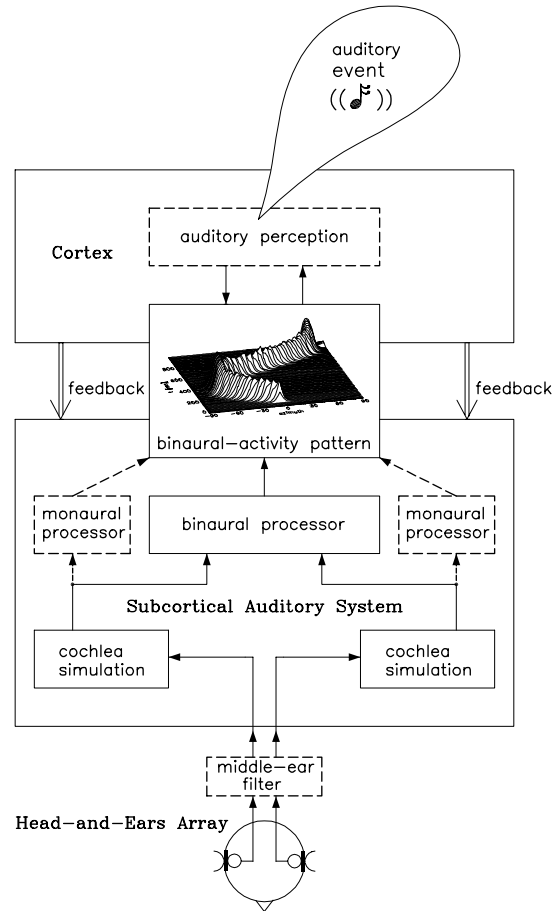 auditory
event
auditory perception
Cortex
feedback
feedback
azimuth
binaural-activity pattern
monaural
processor
binaural processor
monaural
processor
Subcortical Auditory System
cochlea
simulation
cochlea
simulation
middle-ear
filter
Head-and-Ears Array